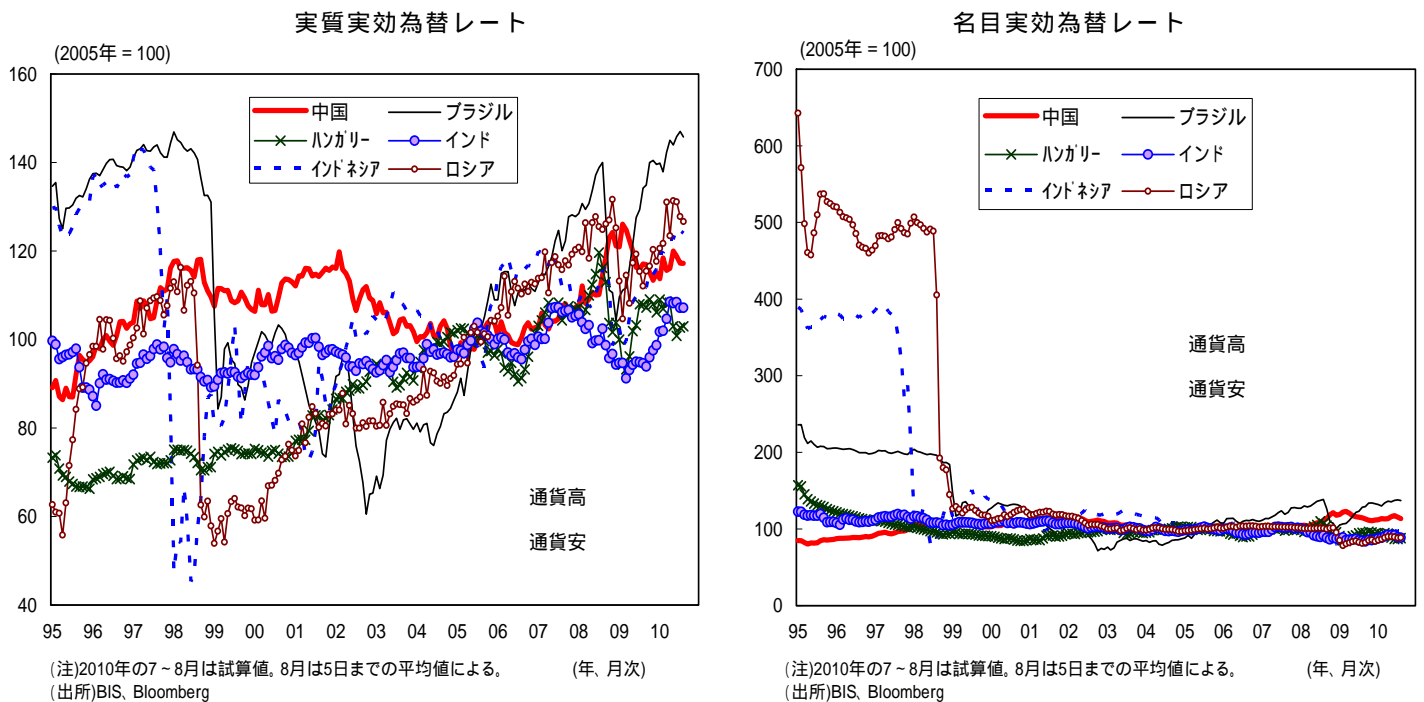 実質実効為替レート
(2005年 = 100)
160
140
120
100
80
60
40
中国
ブラジル
ハンガリー
インド
インドネシア
ロシア
通貨高
通貨安
95 96 97 98 99 00 01 02 03 04 05 06 07 08 09 10
(注)2010年の7~8月は試算値。8月は5日までの平均値による。
(年、月次)
(出所)BIS、Bloomberg
名目実効為替レート
(2005年 = 100)
700
600
500
400
300
200
100
0
中国
ブラジル
ハンガリー
インド
インドネシア
ロシア
通貨高
通貨安
95 96 97 98 99 00 01 02 03 04 05 06 07 08 09 10
(注)2010年の7~8月は試算値。8月は5日までの平均値による。
(年、月次)
(出所)BIS、Bloomberg